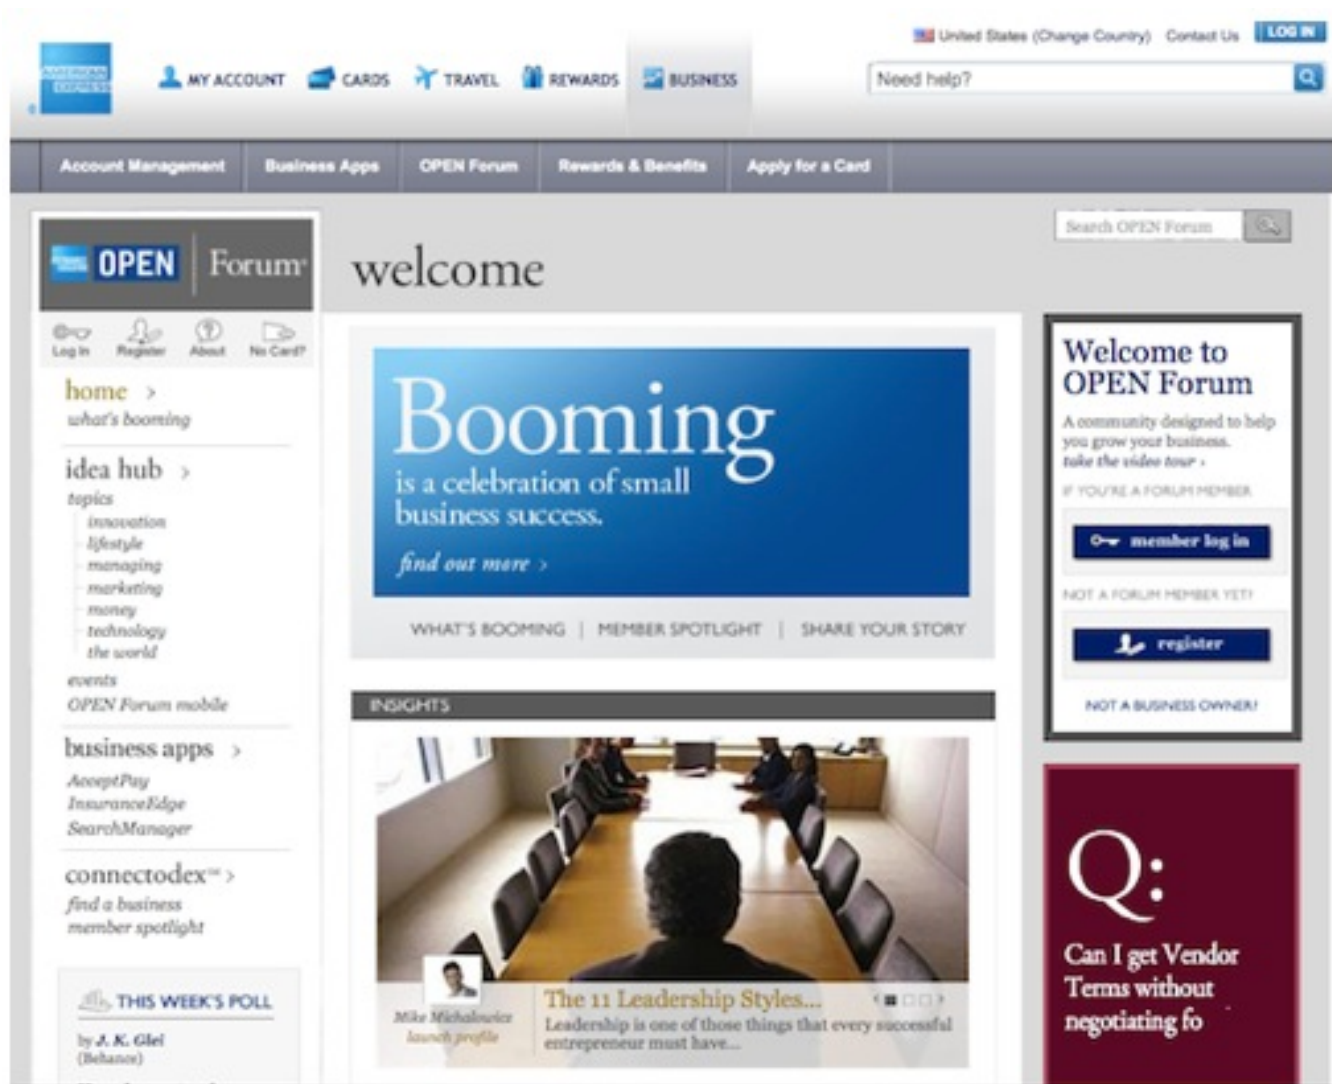 United States (Change Country) Contact Us LOG IN
AMERICAN EXPRESS
MY ACCOUNT CARDS TRAVEL REWARDS BUSINESS
Need help?
Account Management Business Apps OPEN Forum Rewards & Benefits Apply for a Card
Search OPEN Forum
OPEN Forum®
welcome
Log In Register About No Card?
home >
what's booming
idea hub >
topics
innovation
lifestyle
managing
marketing
money
technology
the world
events
OPEN Forum mobile
business apps >
AcceptPay
InsuranceEdge
SearchManager
connectodex℠ >
find a business
member spotlight
THIS WEEK'S POLL
by J. K. Glei
(Behance)
Booming
is a celebration of small
business success.
find out more >
WHAT'S BOOMING | MEMBER SPOTLIGHT | SHARE YOUR STORY
INSIGHTS
Mike Michalowicz
launch profile
The 11 Leadership Styles...
Leadership is one of those things that every successful
entrepreneur must have...
Welcome to
OPEN Forum
A community designed to help
you grow your business.
take the video tour >
IF YOU'RE A FORUM MEMBER
member log in
NOT A FORUM MEMBER YET?
register
NOT A BUSINESS OWNER?
Q:
Can I get Vendor
Terms without
negotiating fo